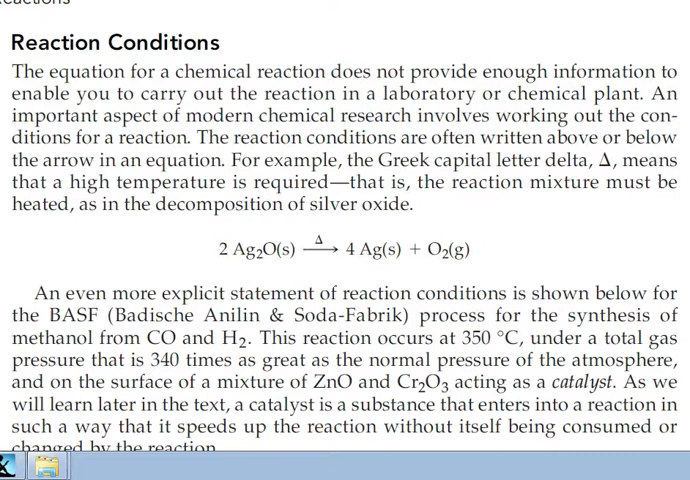 Reactions
Reaction Conditions
The equation for a chemical reaction does not provide enough information to
enable you to carry out the reaction in a laboratory or chemical plant. An
important aspect of modern chemical research involves working out the con-
ditions for a reaction. The reaction conditions are often written above or below
the arrow in an equation. For example, the Greek capital letter delta, Δ, means
that a high temperature is required—that is, the reaction mixture must be
heated, as in the decomposition of silver oxide.
2 Ag₂O(s) —Δ→ 4 Ag(s) + O₂(g)
An even more explicit statement of reaction conditions is shown below for
the BASF (Badische Anilin & Soda-Fabrik) process for the synthesis of
methanol from CO and H₂. This reaction occurs at 350 °C, under a total gas
pressure that is 340 times as great as the normal pressure of the atmosphere,
and on the surface of a mixture of ZnO and Cr₂O₃ acting as a catalyst. As we
will learn later in the text, a catalyst is a substance that enters into a reaction in
such a way that it speeds up the reaction without itself being consumed or
changed by the reaction